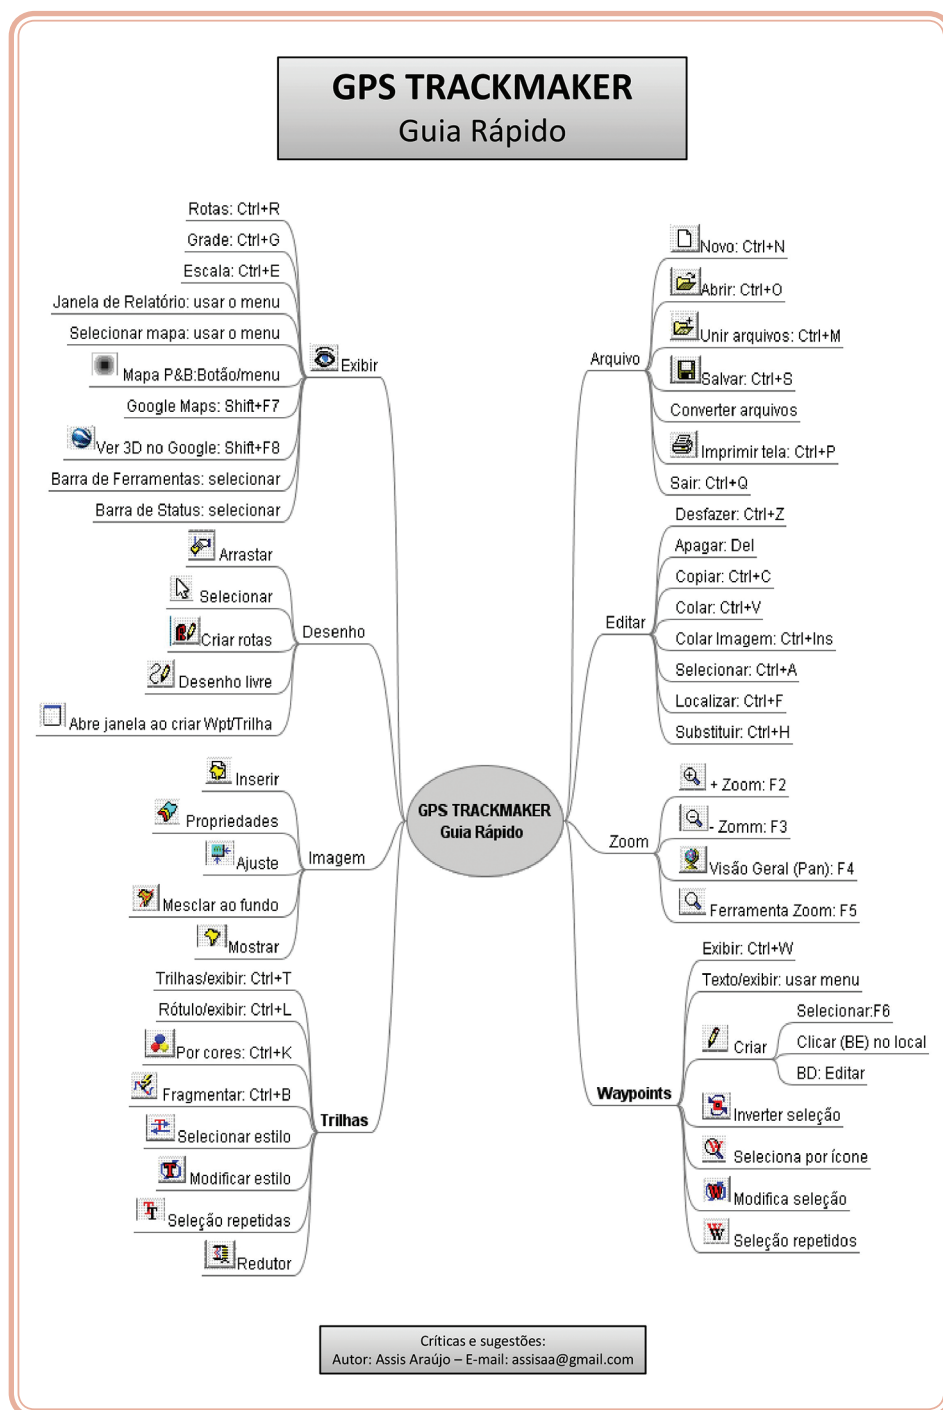 GPS TRACKMAKER
Guia Rápido
Rotas: Ctrl+R
Grade: Ctrl+G
Escala: Ctrl+E
Janela de Relatório: usar o menu
Selecionar mapa: usar o menu
Mapa P&B:Botão/menu
Google Maps: Shift+F7
Ver 3D no Google: Shift+F8
Barra de Ferramentas: selecionar
Barra de Status: selecionar
Exibir
Arrastar
Selecionar
Criar rotas
Desenho livre
Abre janela ao criar Wpt/Trilha
Desenho
Inserir
Propriedades
Ajuste
Mesclar ao fundo
Mostrar
Imagem
Trilhas/exibir: Ctrl+T
Rótulo/exibir: Ctrl+L
Por cores: Ctrl+K
Fragmentar: Ctrl+B
Selecionar estilo
Modificar estilo
Seleção repetidas
Redutor
Trilhas
GPS TRACKMAKER
Guia Rápido
Arquivo
Novo: Ctrl+N
Abrir: Ctrl+O
Unir arquivos: Ctrl+M
Salvar: Ctrl+S
Converter arquivos
Imprimir tela: Ctrl+P
Sair: Ctrl+Q
Editar
Desfazer: Ctrl+Z
Apagar: Del
Copiar: Ctrl+C
Colar: Ctrl+V
Colar Imagem: Ctrl+Ins
Selecionar: Ctrl+A
Localizar: Ctrl+F
Substituir: Ctrl+H
Zoom
+ Zoom: F2
- Zomm: F3
Visão Geral (Pan): F4
Ferramenta Zoom: F5
Waypoints
Exibir: Ctrl+W
Texto/exibir: usar menu
Criar
Selecionar:F6
Clicar (BE) no local
BD: Editar
Inverter seleção
Seleciona por ícone
Modifica seleção
Seleção repetidos
Críticas e sugestões:
Autor: Assis Araújo – E-mail: assisaa@gmail.com